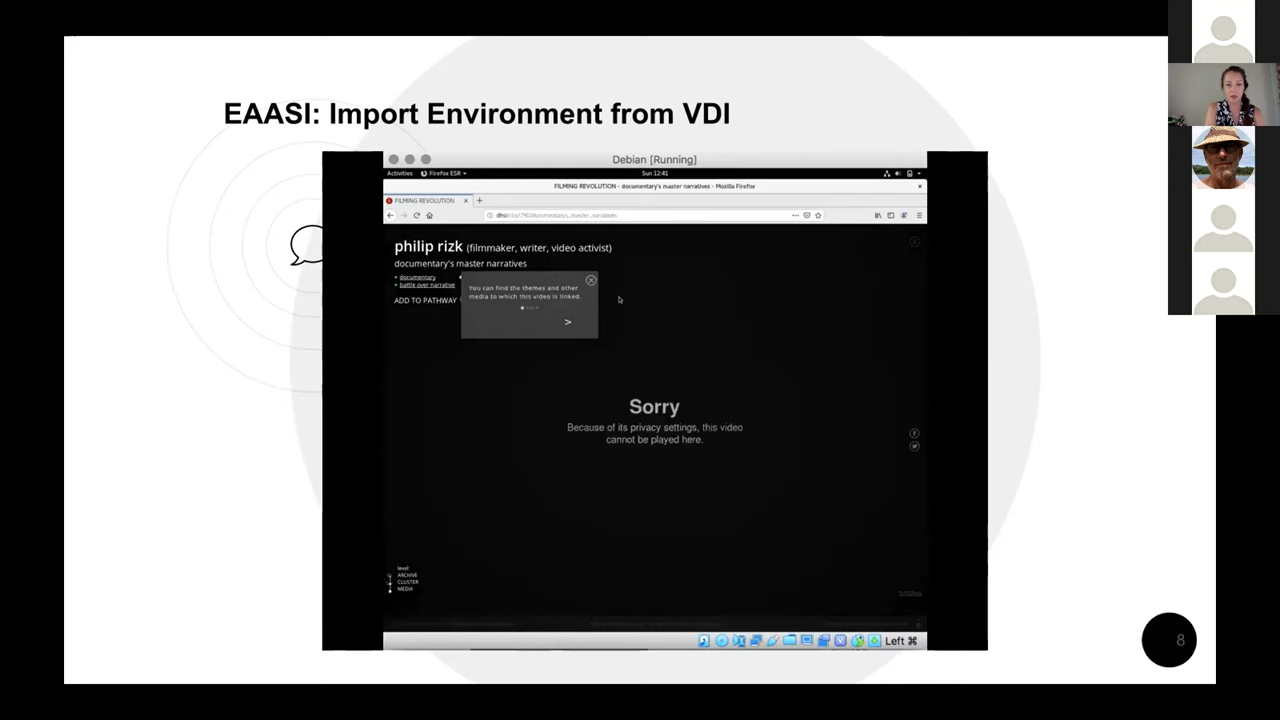 EAASI: Import Environment from VDI
Debian [Running]
Activities Firefox ESR Sun 12:41
FILMING REVOLUTION - documentary's master narratives - Mozilla Firefox
FILMING REVOLUTION
philip rizk (filmmaker, writer, video activist)
documentary's master narratives
documentary
battle over narrative
ADD TO PATHWAY
You can find the themes and other
media to which this video is linked.
>
Sorry
Because of its privacy settings, this video
cannot be played here.
level:
ARCHIVE
CLUSTER
MEDIA
TUTORIAL
Left ⌘
8